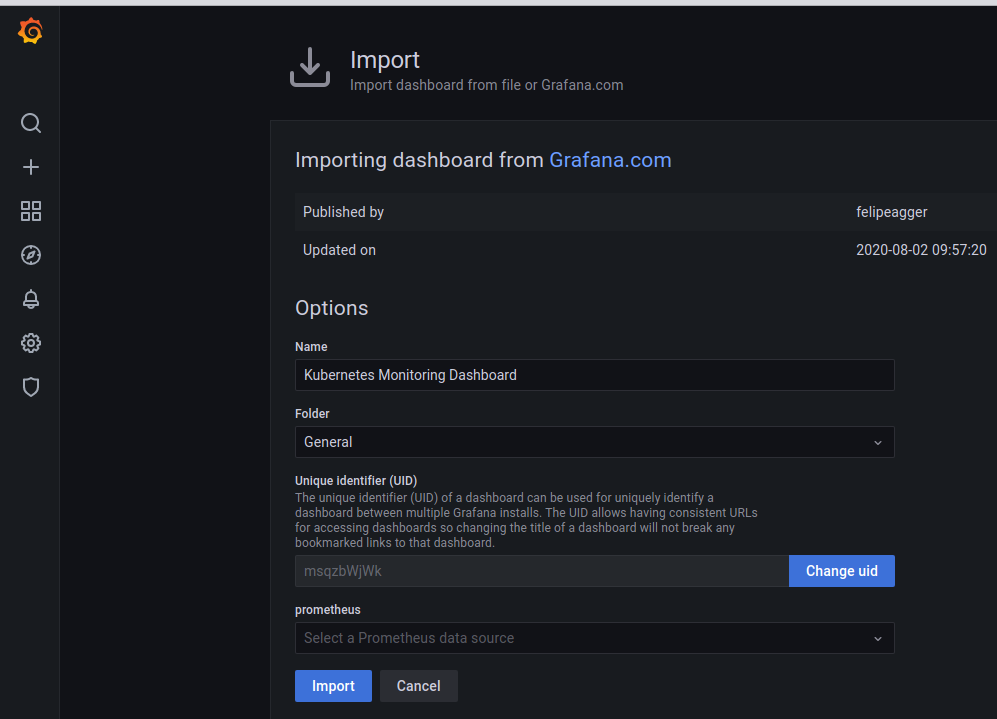 Import
Import dashboard from file or Grafana.com
Importing dashboard from Grafana.com
Published by felipeagger
Updated on 2020-08-02 09:57:20
Options
Name
Kubernetes Monitoring Dashboard
Folder
General
Unique identifier (UID)
The unique identifier (UID) of a dashboard can be used for uniquely identify a
dashboard between multiple Grafana installs. The UID allows having consistent URLs
for accessing dashboards so changing the title of a dashboard will not break any
bookmarked links to that dashboard.
msqzbWjWk Change uid
prometheus
Select a Prometheus data source
Import Cancel